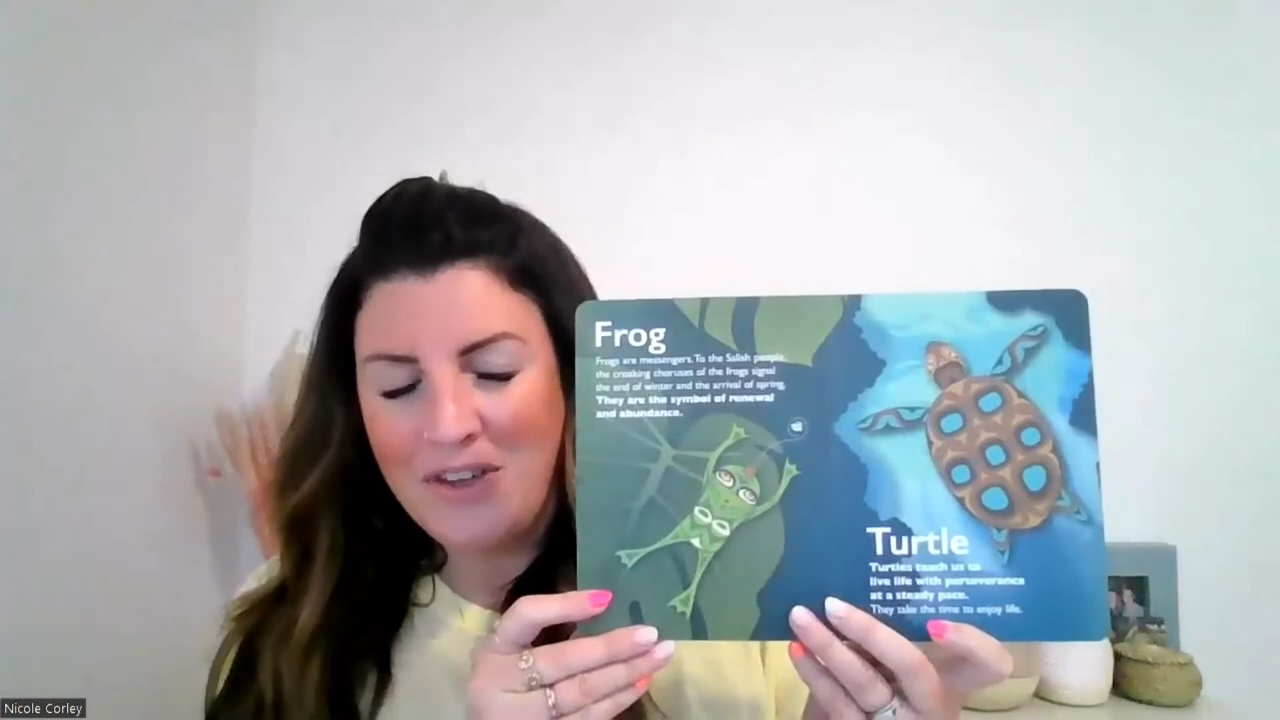 Frog
Frogs are messengers. To the Salish people,
the croaking choruses of the frogs signal
the end of winter and the arrival of spring.
They are the symbol of renewal
and abundance.
Turtle
Turtles teach us to
live life with perseverance
at a steady pace.
They take the time to enjoy life.
Nicole Corley